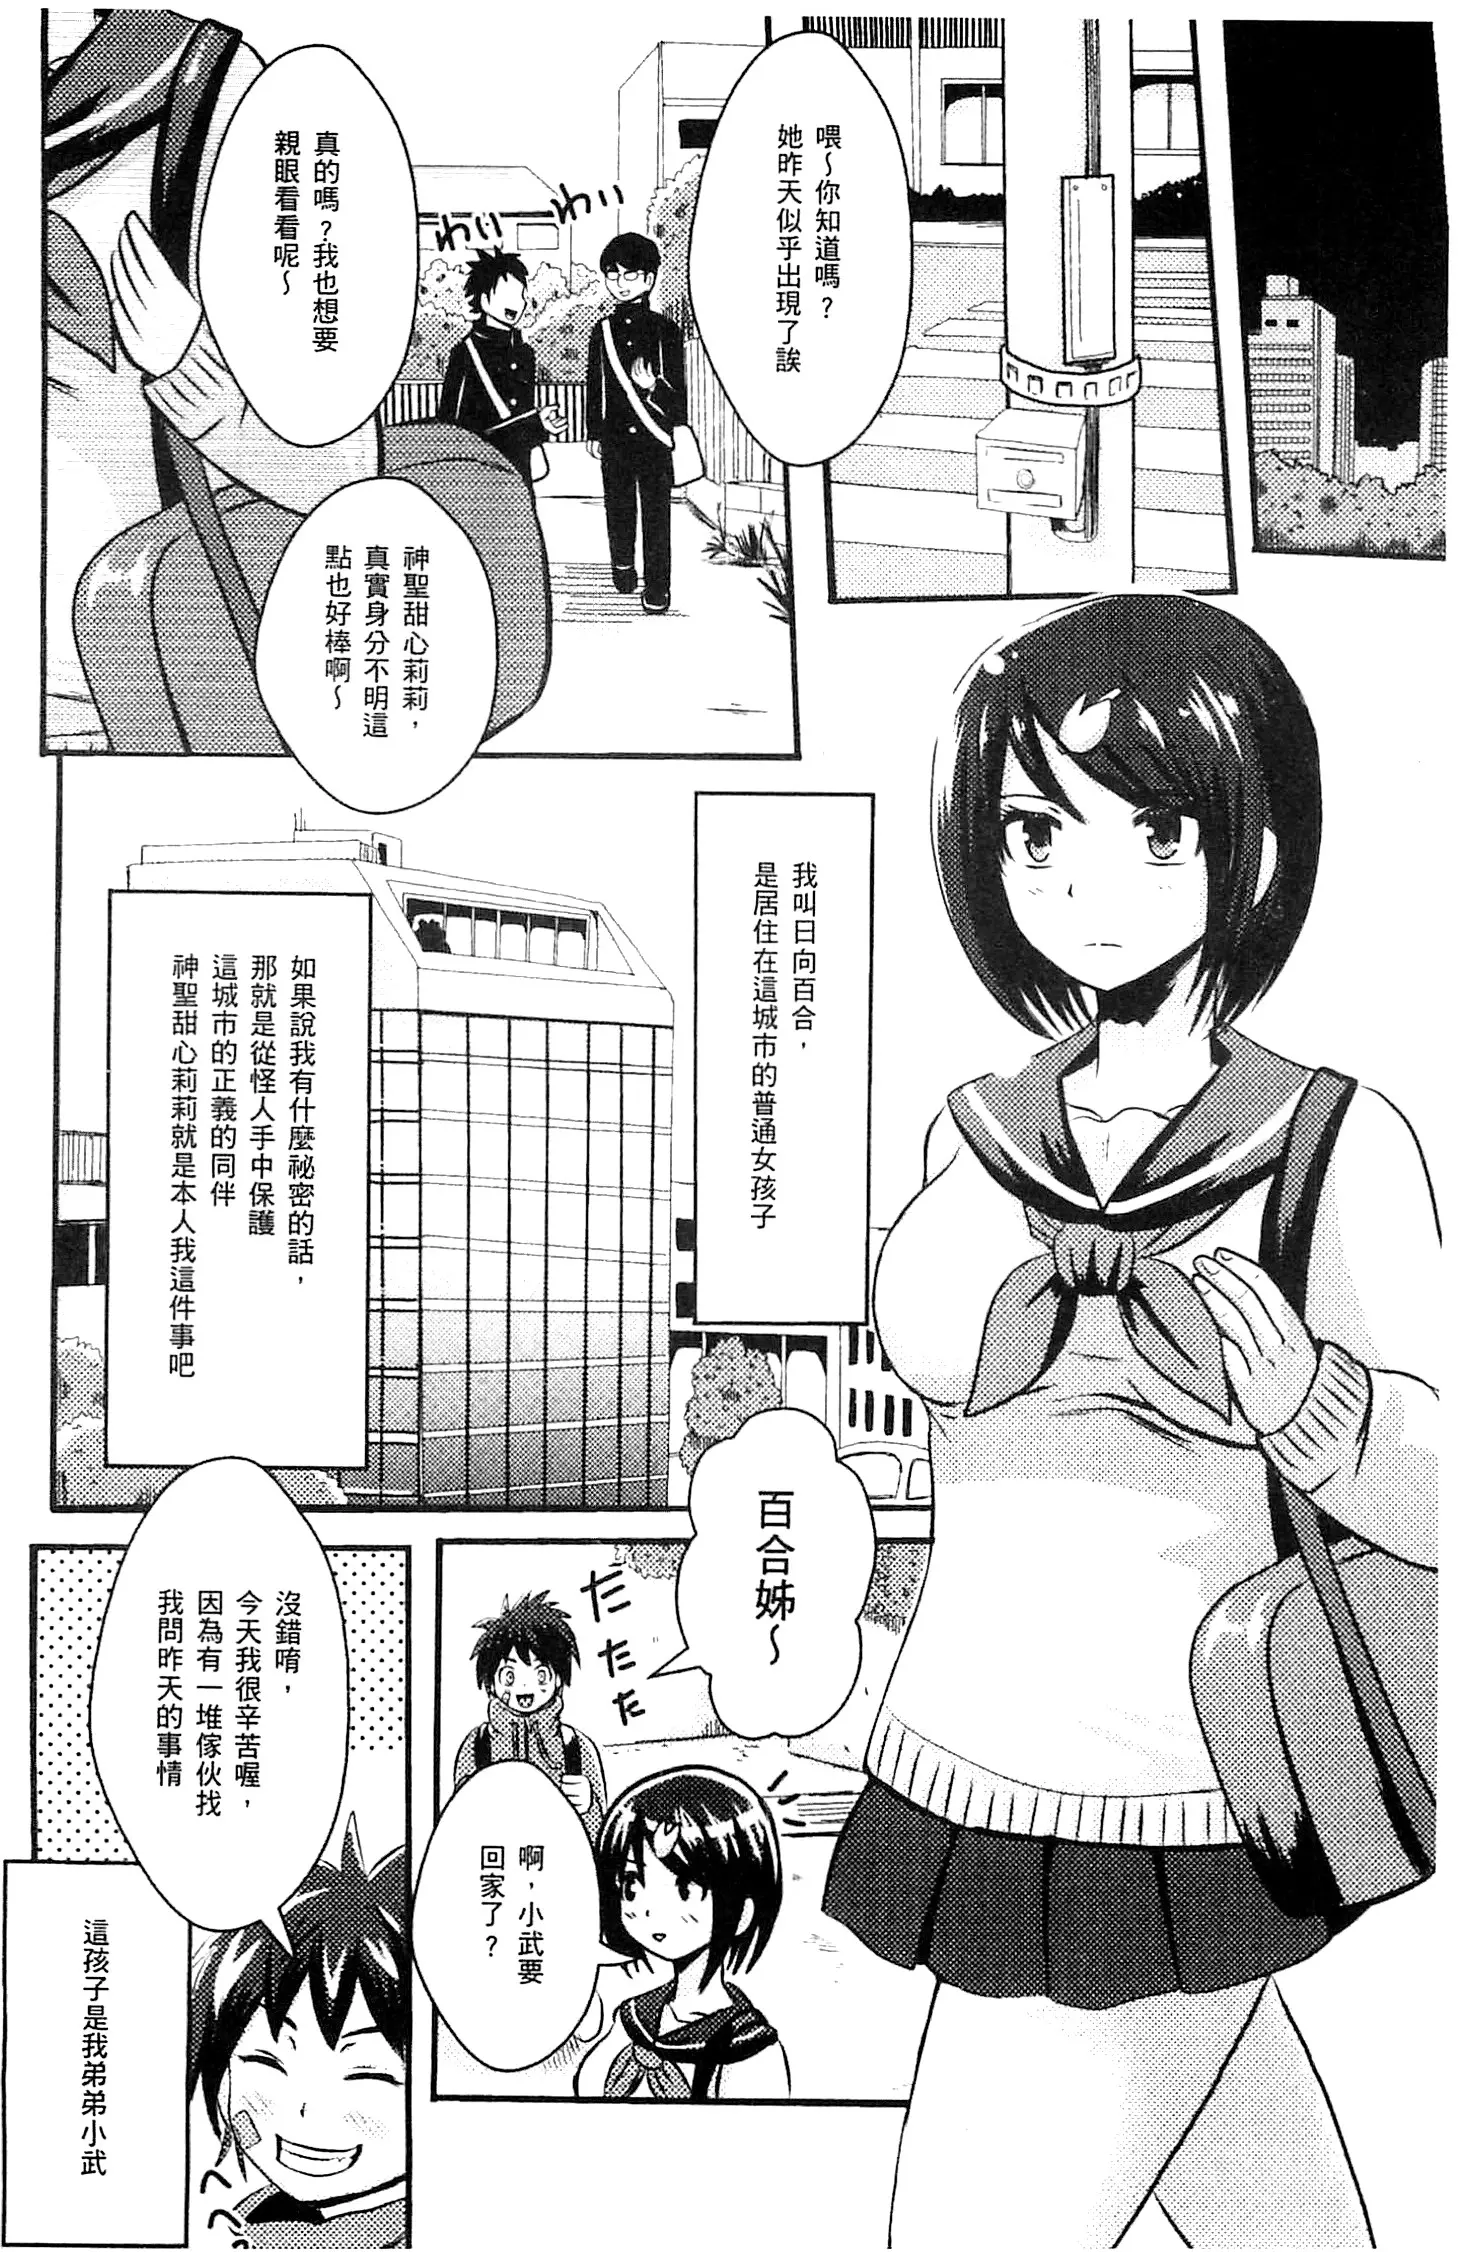 喂～你知道嗎？
她昨天似乎出現了誒
わい
わい
真的嗎？我也想要
親眼看看呢～
神聖甜心莉莉，
真實身分不明這
點也好棒啊～
我叫日向百合，
是居住在這城市的普通女孩子
如果說我有什麼祕密的話，
那就是從怪人手中保護
這城市的正義的同伴
神聖甜心莉莉就是本人我這件事吧
百合姊～
たたた
啊，小武要
回家了？
沒錯唷，
今天我很辛苦喔，
因為有一堆傢伙找
我問昨天的事情
這孩子是我弟弟小武